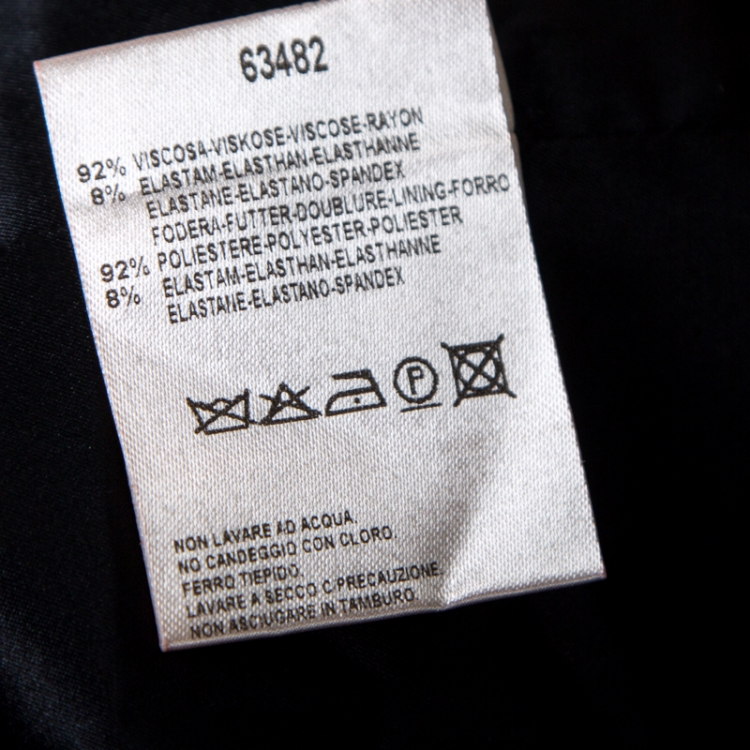 63482
92% VISCOSA-VISKOSE-VISCOSE-RAYON
8% ELASTAM-ELASTHAN-ELASTHANNE
ELASTANE-ELASTANO-SPANDEX
FODERA-FUTTER-DOUBLURE-LINING-FORRO
92% POLIESTERE-POLYESTER-POLIESTER
8% ELASTAM-ELASTHAN-ELASTHANNE
ELASTANE-ELASTANO-SPANDEX
P
NON LAVARE AD ACQUA.
NO CANDEGGIO CON CLORO.
FERRO TIEPIDO.
LAVARE A SECCO C/PRECAUZIONE.
NON ASCIUGARE IN TAMBURO.